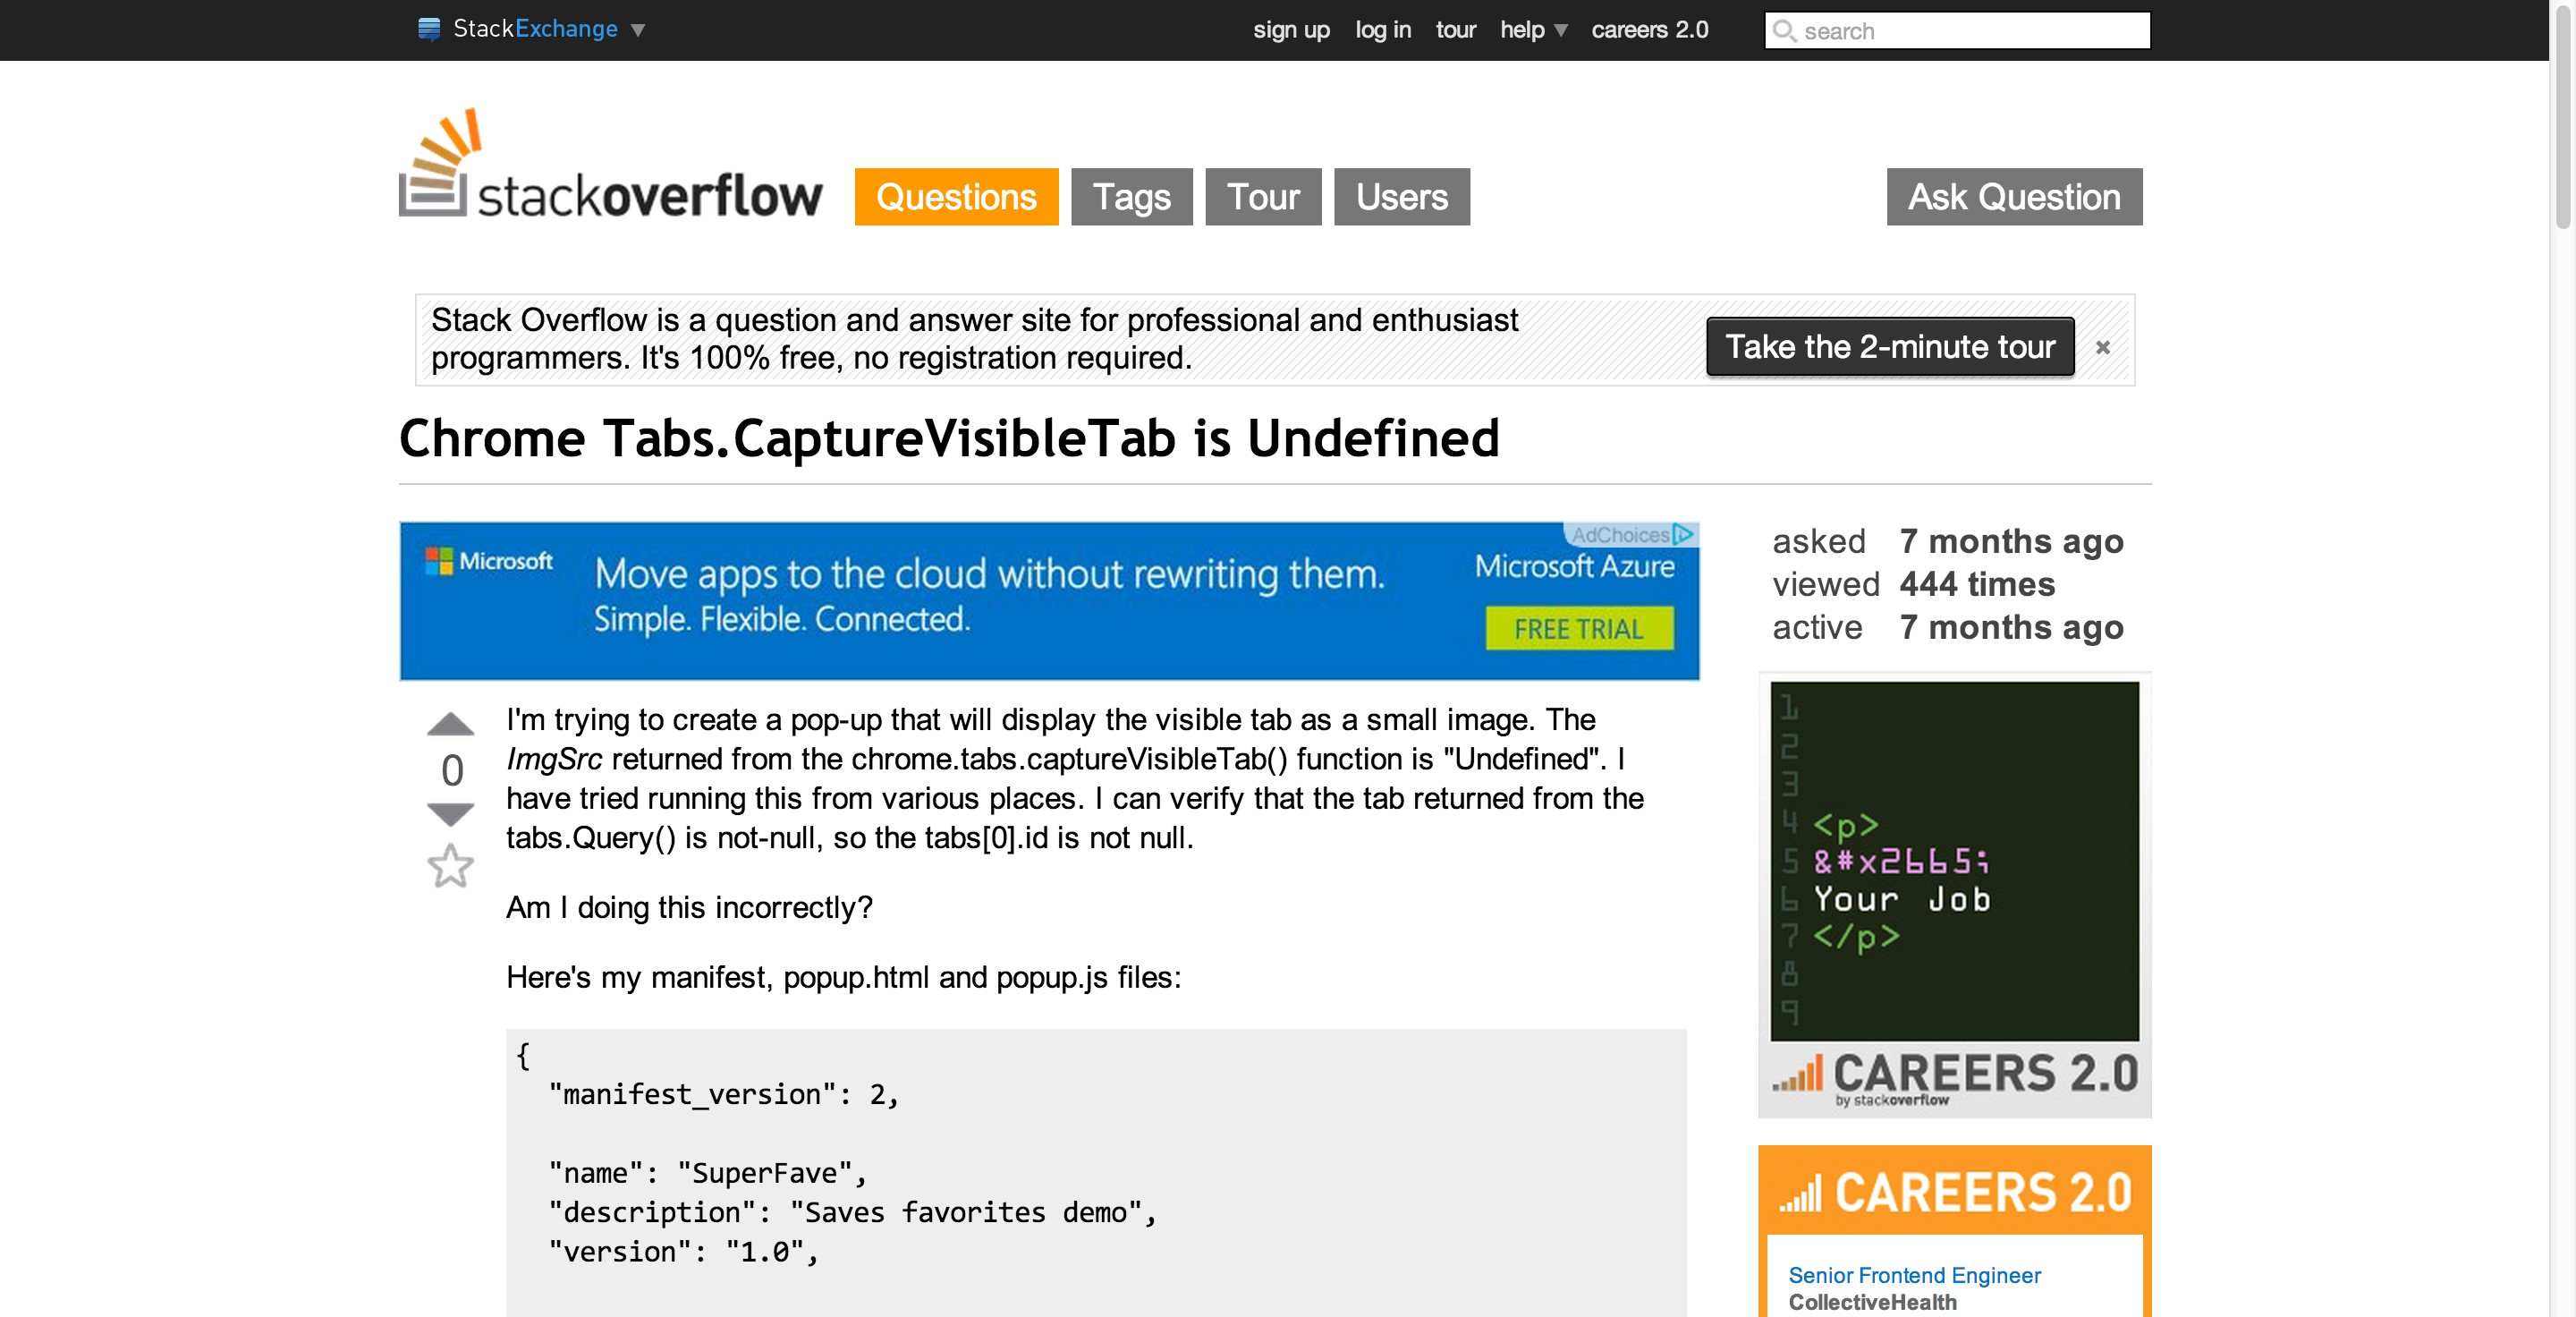 StackExchange
sign up log in tour help careers 2.0 search
stackoverflow
Questions Tags Tour Users Ask Question
Stack Overflow is a question and answer site for professional and enthusiast
programmers. It's 100% free, no registration required.
Take the 2-minute tour ×
Chrome Tabs.CaptureVisibleTab is Undefined
AdChoices
Microsoft
Move apps to the cloud without rewriting them.
Simple. Flexible. Connected.
Microsoft Azure
FREE TRIAL
asked 7 months ago
viewed 444 times
active 7 months ago
0
I'm trying to create a pop-up that will display the visible tab as a small image. The
ImgSrc returned from the chrome.tabs.captureVisibleTab() function is "Undefined". I
have tried running this from various places. I can verify that the tab returned from the
tabs.Query() is not-null, so the tabs[0].id is not null.
Am I doing this incorrectly?
Here's my manifest, popup.html and popup.js files:
{
"manifest_version": 2,
"name": "SuperFave",
"description": "Saves favorites demo",
"version": "1.0",
1
2
3
4 <p>
5 &#x2665;
6 Your Job
7 </p>
8
9
CAREERS 2.0
by stackoverflow
CAREERS 2.0
Senior Frontend Engineer
CollectiveHealth